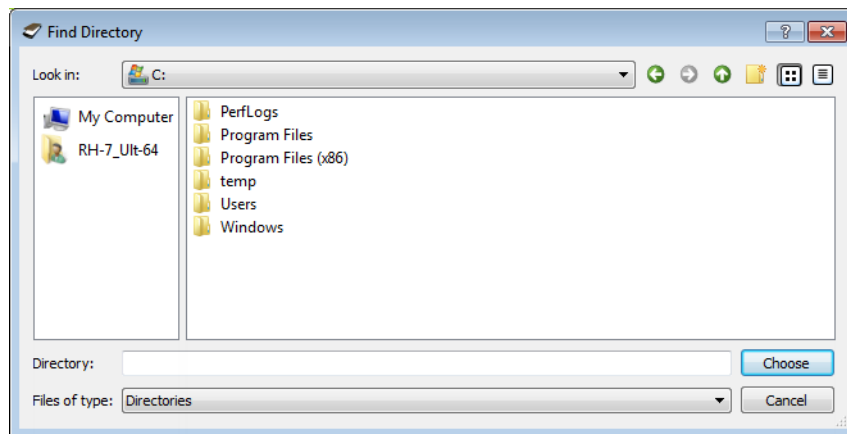 Find Directory
Look in: C:
My Computer
RH-7_Ult-64
PerfLogs
Program Files
Program Files (x86)
temp
Users
Windows
Directory: Choose
Files of type: Directories Cancel